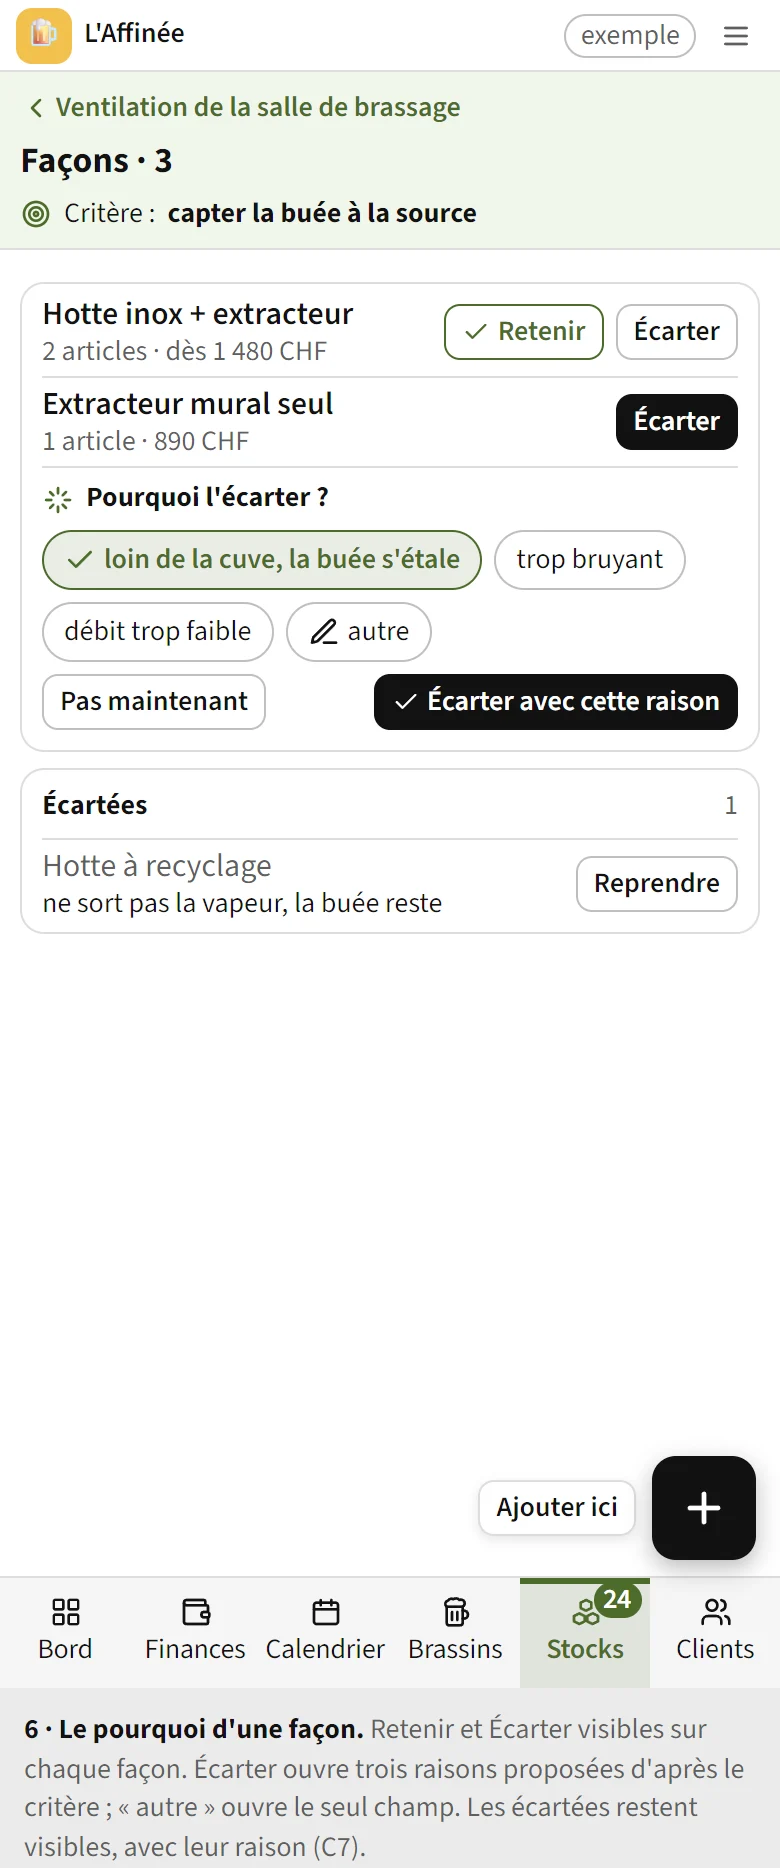 L'Affinée
exemple
Ventilation de la salle de brassage
Façons · 3
Critère : capter la buée à la source
Hotte inox + extracteur
2 articles · dès 1 480 CHF
Retenir
Écarter
Extracteur mural seul
1 article · 890 CHF
Écarter
Pourquoi l'écarter ?
loin de la cuve, la buée s'étale
trop bruyant
débit trop faible
autre
Pas maintenant
Écarter avec cette raison
Écartées
1
Hotte à recyclage
ne sort pas la vapeur, la buée reste
Reprendre
Ajouter ici
24
Bord
Finances
Calendrier
Brassins
Stocks
Clients
6 · Le pourquoi d'une façon. Retenir et Écarter visibles sur
chaque façon. Écarter ouvre trois raisons proposées d'après le
critère ; « autre » ouvre le seul champ. Les écartées restent
visibles, avec leur raison (C7).